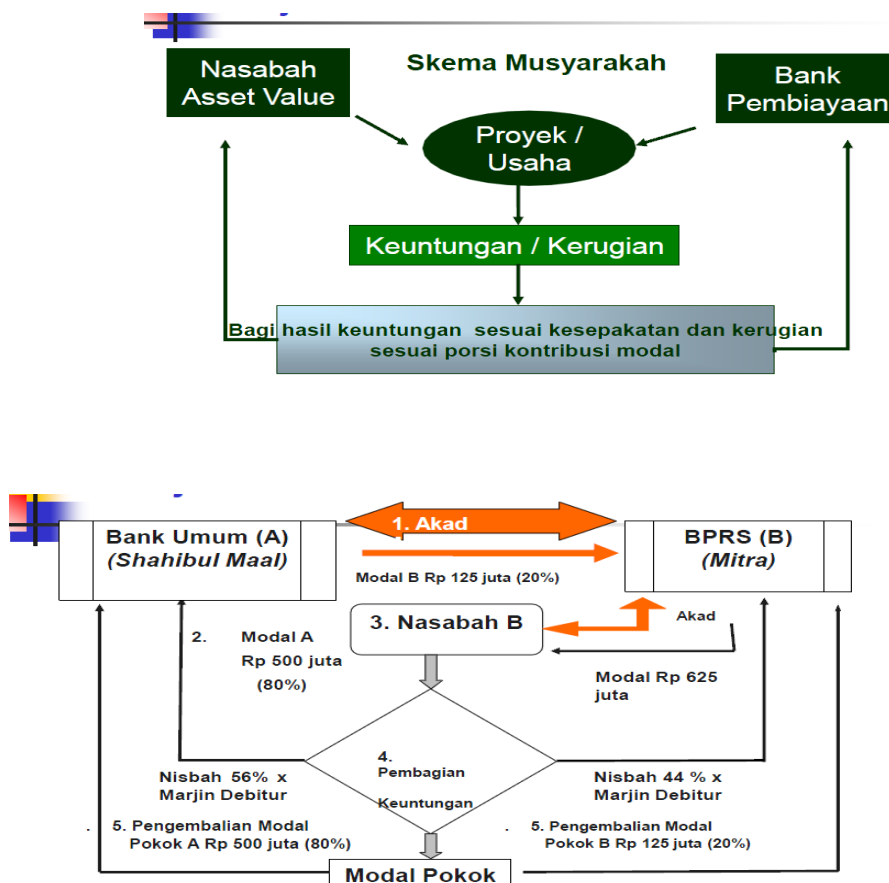 Skema Musyarakah
Nasabah
Asset Value
Bank
Pembiayaan
Proyek /
Usaha
Keuntungan / Kerugian
Bagi hasil keuntungan sesuai kesepakatan dan kerugian
sesuai porsi kontribusi modal
1. Akad
Bank Umum (A)
(Shahibul Maal)
BPRS (B)
(Mitra)
Modal B Rp 125 juta (20%)
3. Nasabah B
Akad
2. Modal A
Rp 500 juta
(80%)
Modal Rp 625
juta
4.
Pembagian
Keuntungan
Nisbah 56% x
Marjin Debitur
Nisbah 44 % x
Marjin Debitur
. 5. Pengembalian Modal
Pokok A Rp 500 juta (80%)
. 5. Pengembalian Modal
Pokok B Rp 125 juta (20%)
Modal Pokok